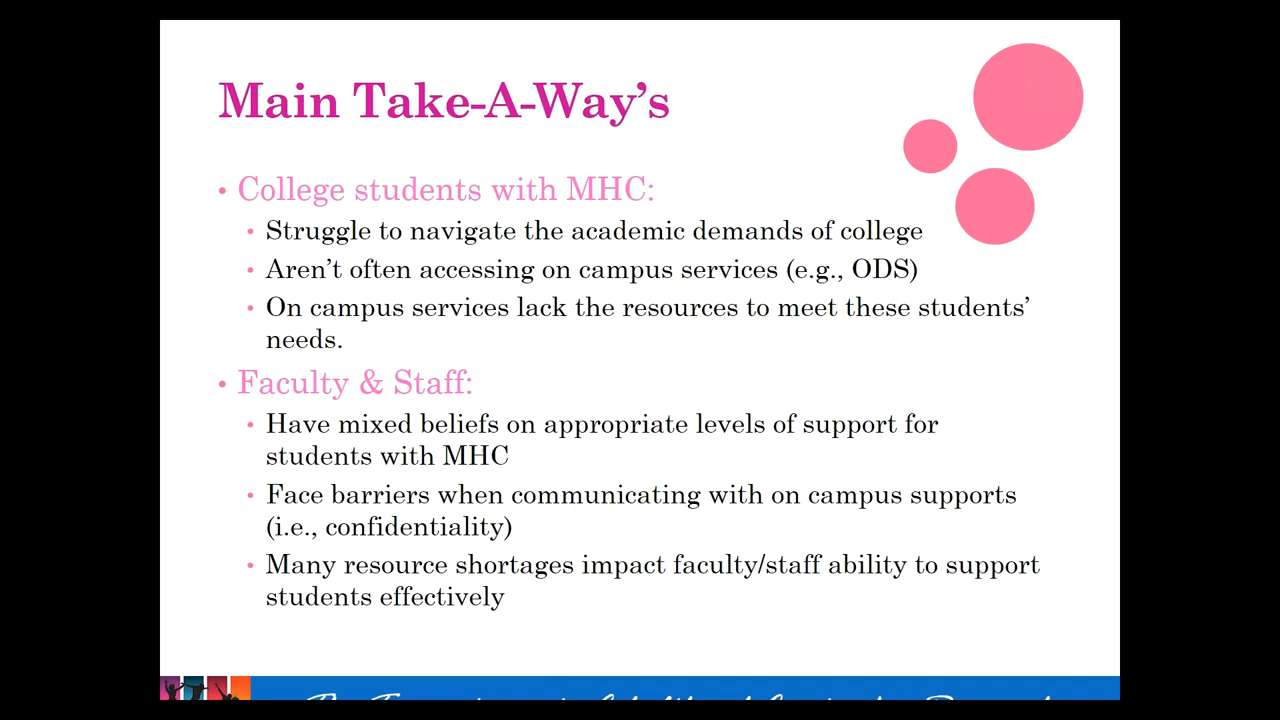 Main Take-A-Way’s
• College students with MHC:
• Struggle to navigate the academic demands of college
• Aren’t often accessing on campus services (e.g., ODS)
• On campus services lack the resources to meet these students’
needs.
• Faculty & Staff:
• Have mixed beliefs on appropriate levels of support for
students with MHC
• Face barriers when communicating with on campus supports
(i.e., confidentiality)
• Many resource shortages impact faculty/staff ability to support
students effectively